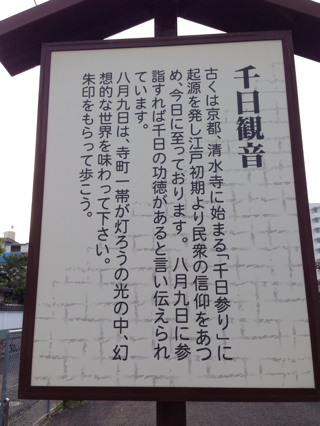 千日観音
古くは京都、清水寺に始まる「千日参り」に
起源を発し江戸初期より民衆の信仰をあつ
め、今日に至っております。八月九日に参
詣すれば千日の功徳があると言い伝えられ
ています。
八月九日は、寺町一帯が灯ろうの光の中、幻
想的な世界を味わって下さい。
朱印をもらって歩こう。